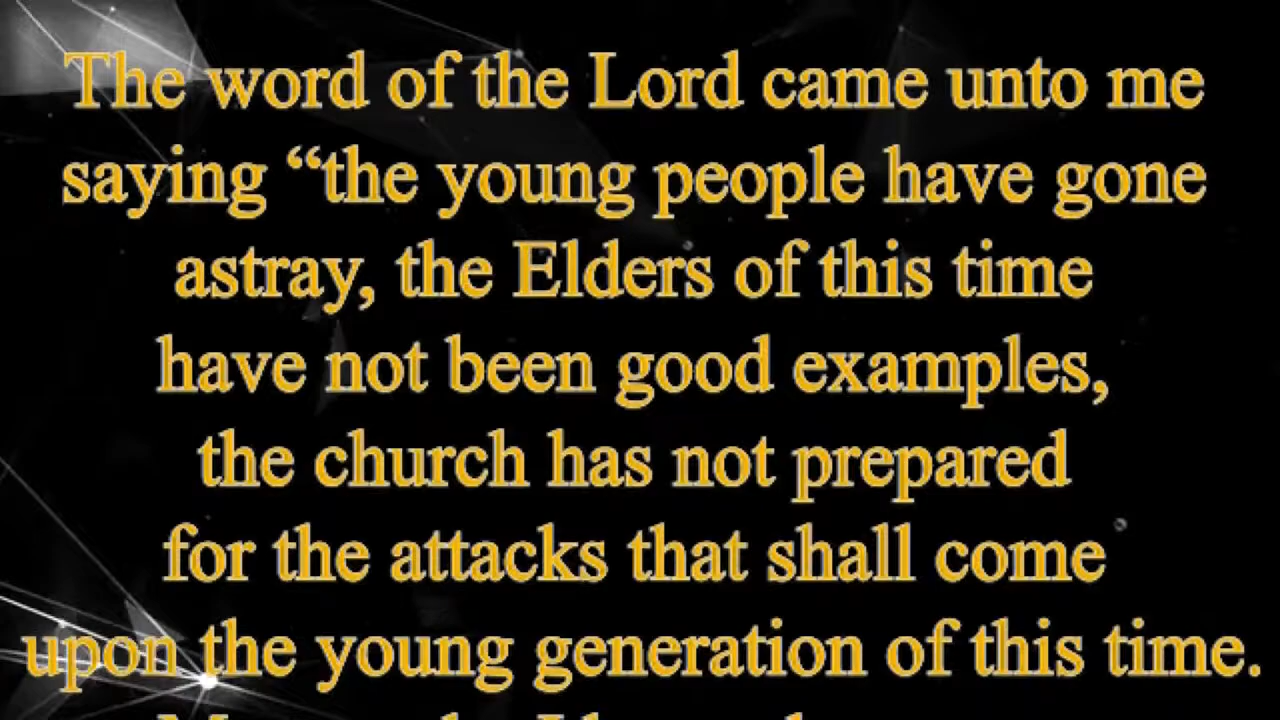 The word of the Lord came unto me
saying “the young people have gone
astray, the Elders of this time
have not been good examples,
the church has not prepared
for the attacks that shall come
upon the young generation of this time.